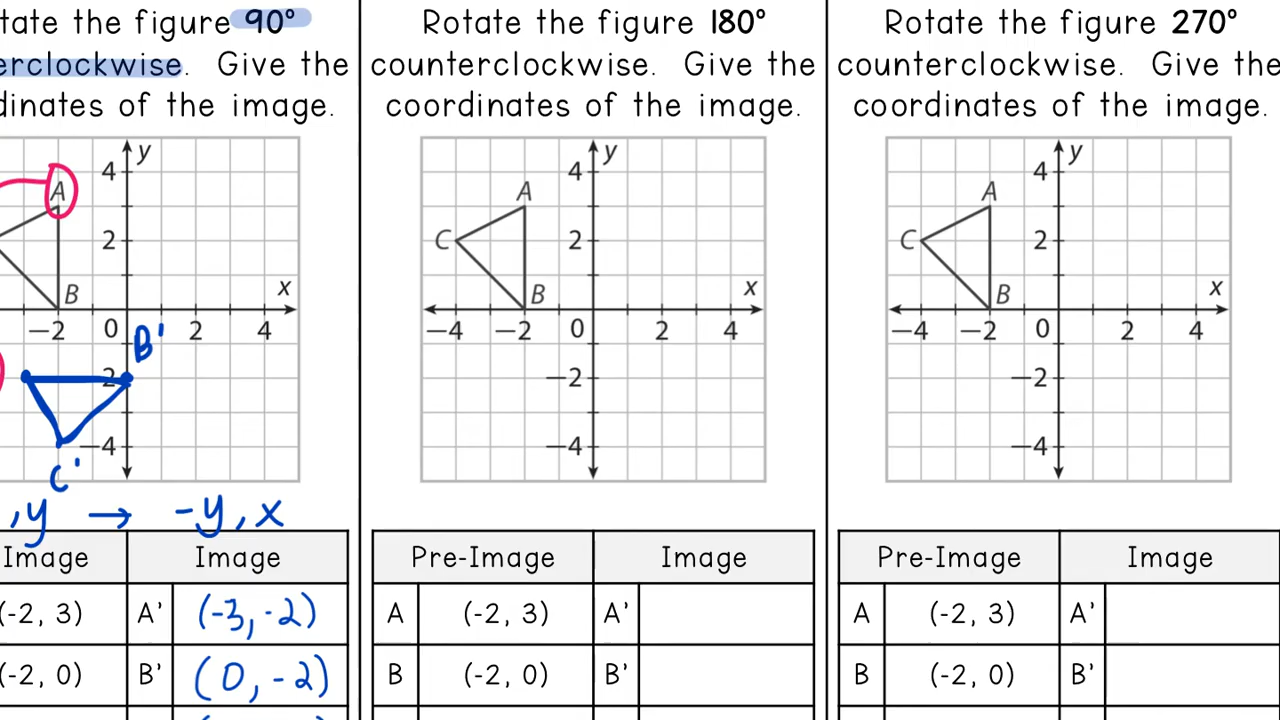 tate the figure 90°
erclockwise. Give the
dinates of the image.
y
4
A
2
B
x
-2 0 2 4
B'
2
-4
C'
,y → -y, x
Image Image
(-2, 3) A' (-3, -2)
(-2, 0) B' (0, -2)
Rotate the figure 180°
counterclockwise. Give the
coordinates of the image.
y
4
A
C 2
B
x
-4 -2 0 2 4
-2
-4
Pre-Image Image
A (-2, 3) A'
B (-2, 0) B'
Rotate the figure 270°
counterclockwise. Give the
coordinates of the image.
y
4
A
C 2
B
x
-4 -2 0 2 4
-2
-4
Pre-Image Image
A (-2, 3) A'
B (-2, 0) B'